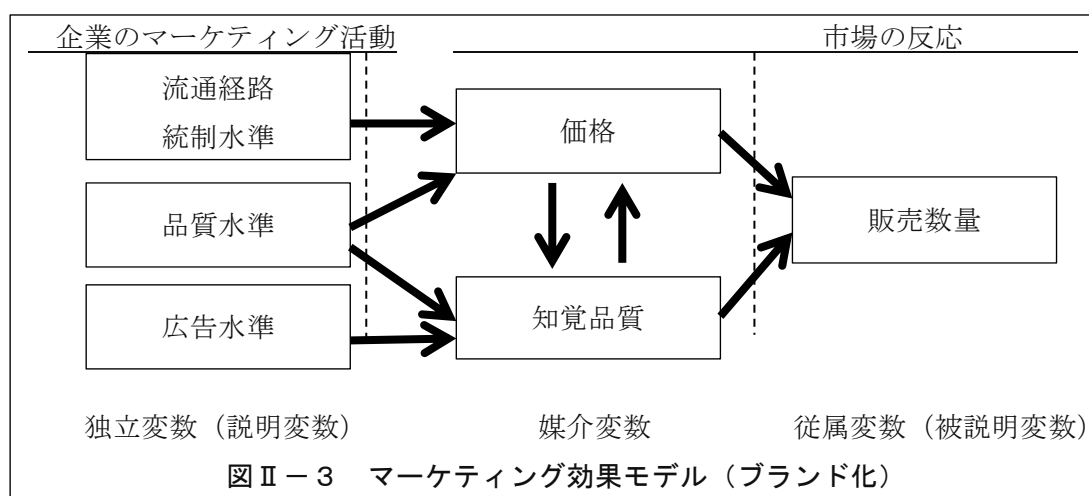 企業のマーケティング活動
市場の反応
流通経路
統制水準
価格
品質水準
販売数量
広告水準
知覚品質
独立変数（説明変数）
媒介変数
従属変数（被説明変数）
図Ⅱ－３　マーケティング効果モデル（ブランド化）